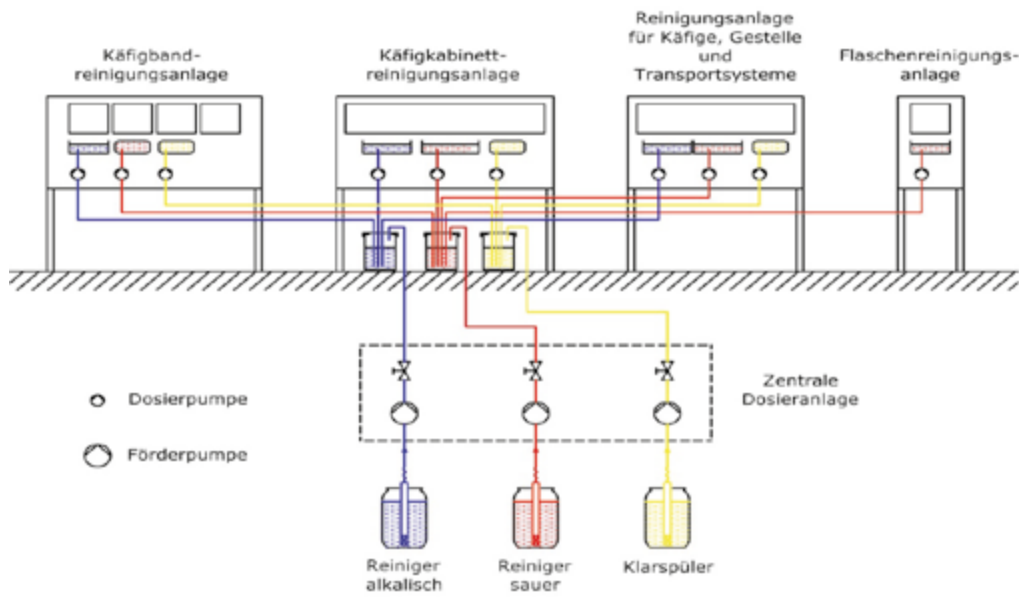 Käfigband-
reinigungsanlage
Käfigkabinett-
reinigungsanlage
Reinigungsanlage
für Käfige, Gestelle
und
Transportsysteme
Flaschenreinigungs-
anlage
Dosierpumpe
Förderpumpe
Zentrale
Dosieranlage
Reiniger
alkalisch
Reiniger
sauer
Klarspüler